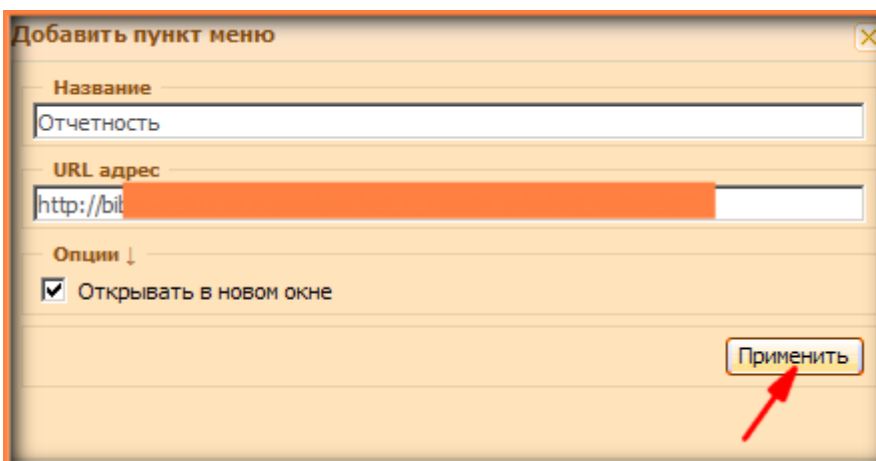 Добавить пункт меню
Название
Отчетность
URL адрес
http://bib
Опции ↓
Открывать в новом окне
Применить